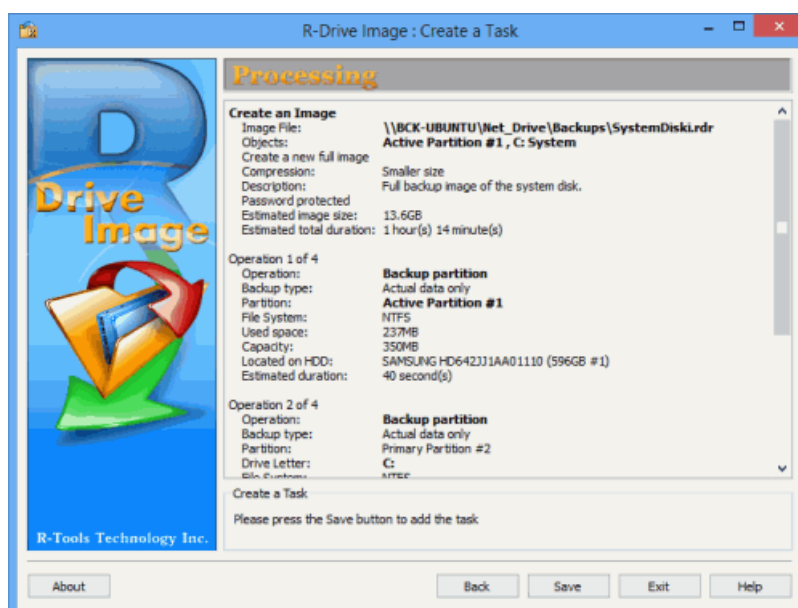 R-Drive Image : Create a Task
Processing
Create an Image
Image File: \\BCK-UBUNTU\Net_Drive\Backups\SystemDiski.rdr
Objects: Active Partition #1 , C: System
Create a new full image
Compression: Smaller size
Description: Full backup image of the system disk.
Password protected
Estimated image size: 13.6GB
Estimated total duration: 1 hour(s) 14 minute(s)
Operation 1 of 4
Operation: Backup partition
Backup type: Actual data only
Partition: Active Partition #1
File System: NTFS
Used space: 237MB
Capacity: 350MB
Located on HDD: SAMSUNG HD642JJ1AA01110 (596GB #1)
Estimated duration: 40 second(s)
Operation 2 of 4
Operation: Backup partition
Backup type: Actual data only
Partition: Primary Partition #2
Drive Letter: C:
File System: NTFS
R
Drive
Image
R-Tools Technology Inc.
Create a Task
Please press the Save button to add the task
About
Back
Save
Exit
Help